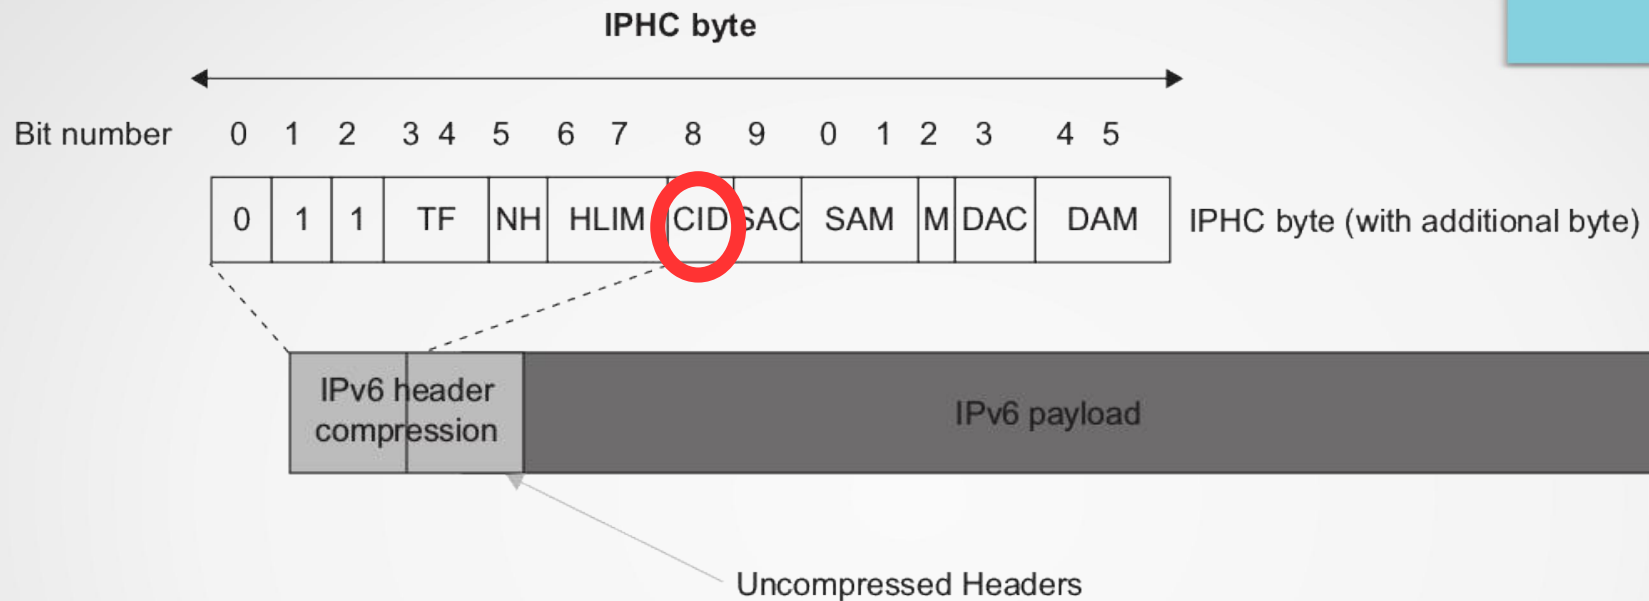 IPHC byte
Bit number 0 1 2 3 4 5 6 7 8 9 0 1 2 3 4 5
0 1 1 TF NH HLIM CID SAC SAM M DAC DAM IPHC byte (with additional byte)
IPv6 header
compression
IPv6 payload
Uncompressed Headers